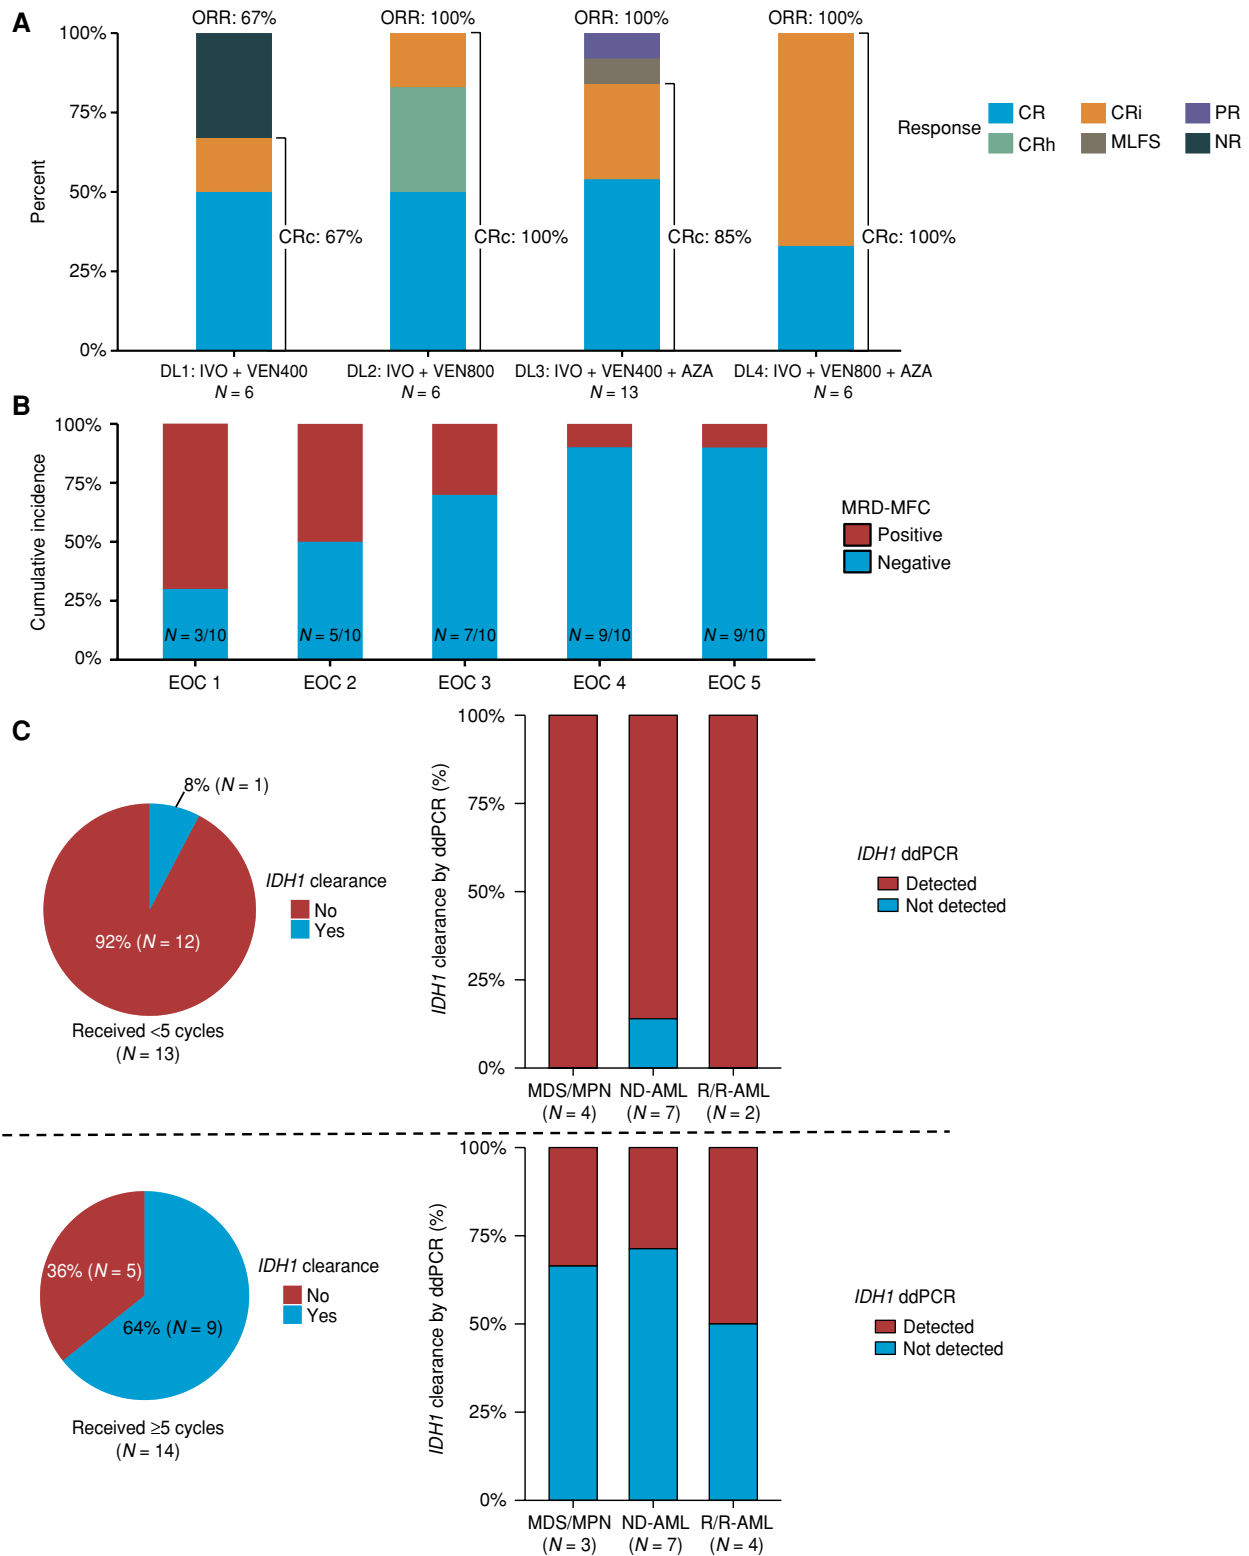 A
ORR: 67%
ORR: 100%
ORR: 100%
ORR: 100%
100%
75%
50%
25%
0%
Percent
CRc: 67%
CRc: 100%
CRc: 85%
CRc: 100%
Response
CR
CRi
PR
CRh
MLFS
NR
DL1: IVO + VEN400
N = 6
DL2: IVO + VEN800
N = 6
DL3: IVO + VEN400 + AZA
N = 13
DL4: IVO + VEN800 + AZA
N = 6
B
100%
75%
50%
25%
0%
Cumulative incidence
N = 3/10
N = 5/10
N = 7/10
N = 9/10
N = 9/10
EOC 1
EOC 2
EOC 3
EOC 4
EOC 5
MRD-MFC
Positive
Negative
C
8% (N = 1)
92% (N = 12)
IDH1 clearance
No
Yes
Received <5 cycles
(N = 13)
IDH1 clearance by ddPCR (%)
100%
75%
50%
25%
0%
MDS/MPN
(N = 4)
ND-AML
(N = 7)
R/R-AML
(N = 2)
IDH1 ddPCR
Detected
Not detected
36% (N = 5)
64% (N = 9)
IDH1 clearance
No
Yes
Received ≥5 cycles
(N = 14)
IDH1 clearance by ddPCR (%)
100%
75%
50%
25%
0%
MDS/MPN
(N = 3)
ND-AML
(N = 7)
R/R-AML
(N = 4)
IDH1 ddPCR
Detected
Not detected